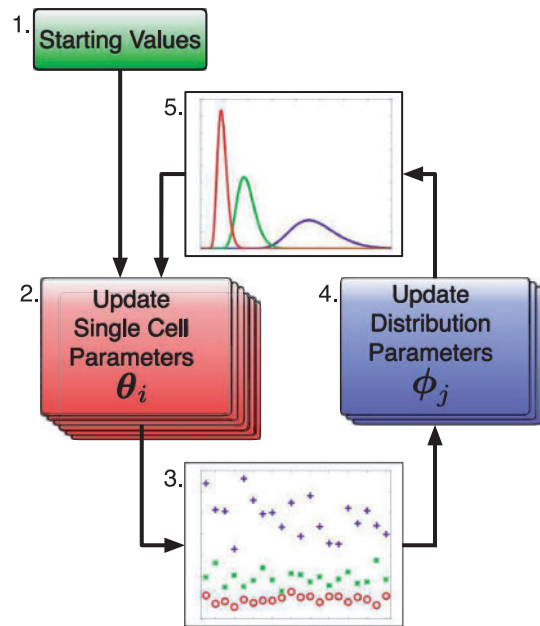 1.
Starting Values
5.
2.
Update
Single Cell
Parameters
θᵢ
4.
Update
Distribution
Parameters
ϕⱼ
3.